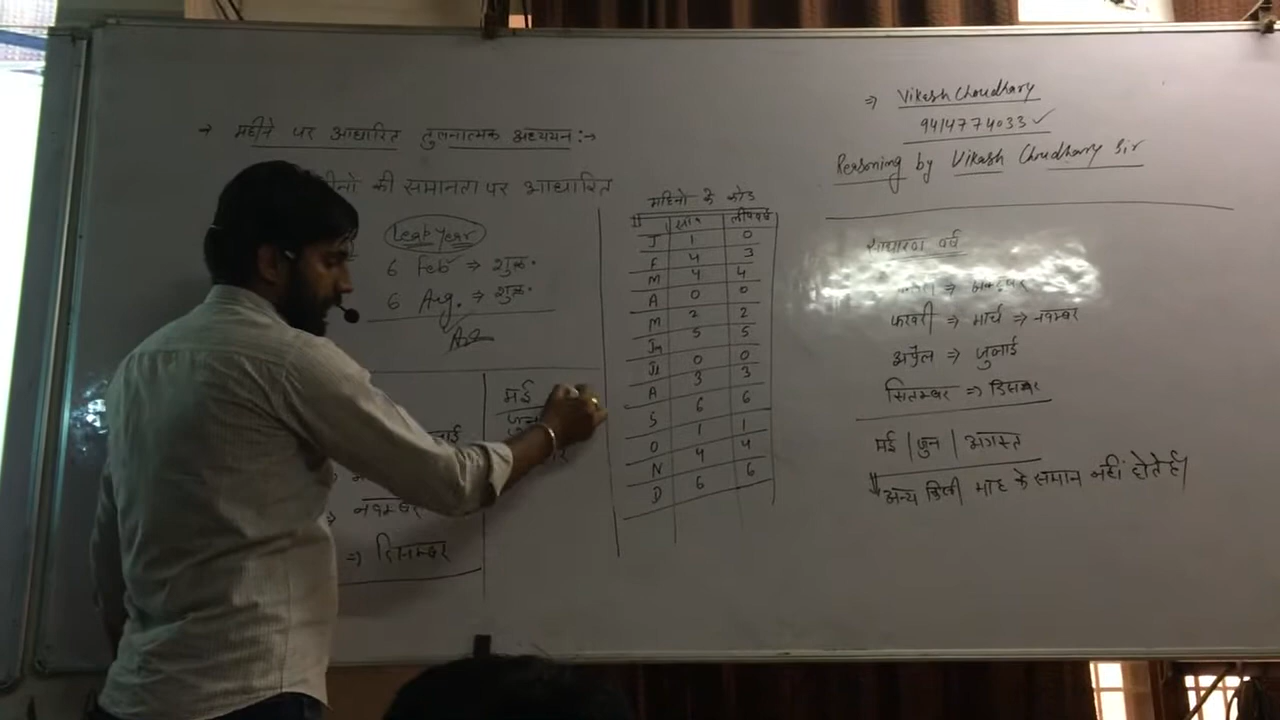 → महीने पर आधारित तुलनात्मक अध्ययन :→
की समानता पर आधारित
Leap Year
6 Feb → शुक्र.
6 Aug. → शुक्र.
नवम्बर
⇒ दिसम्बर
मई
महिनो के कोड
J 1 0
F 4 3
M 4 4
A 0 0
M 2 2
Ju 5 5
Jl 0 0
A 3 3
S 6 6
O 1 1
N 4 4
D 6 6
⇒ Vikash Choudhary
9414774033 ✓
Reasoning by Vikash Choudhary Sir
साधारण वर्ष
फरवरी ⇒ मार्च ⇒ नवम्बर
अप्रैल ⇒ जुलाई
सितम्बर ⇒ दिसम्बर
मई | जुन | अगस्त
अन्य किसी माह के समान नहीं होते है।